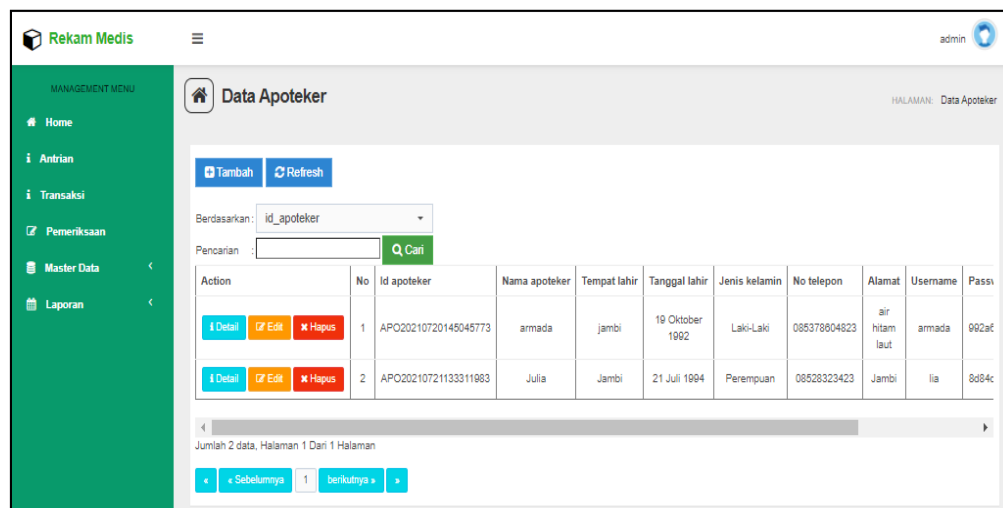 Rekam Medis
admin
MANAGEMENT MENU
Home
Antrian
Transaksi
Pemeriksaan
Master Data
Laporan
Data Apoteker
HALAMAN: Data Apoteker
Tambah Refresh
Berdasarkan : id_apoteker
Pencarian : Cari
Action No Id apoteker Nama apoteker Tempat lahir Tanggal lahir Jenis kelamin No telepon Alamat Username
Detail Edit Hapus 1 APO20210720145045773 armada jambi 19 Oktober 1992 Laki-Laki 085378604823 air hitam laut armada 992a6
Detail Edit Hapus 2 APO20210721133311983 Julia Jambi 21 Juli 1994 Perempuan 08528323423 Jambi lia 8d84c
Jumlah 2 data, Halaman 1 Dari 1 Halaman
« « Sebelumnya 1 berikutnya » »